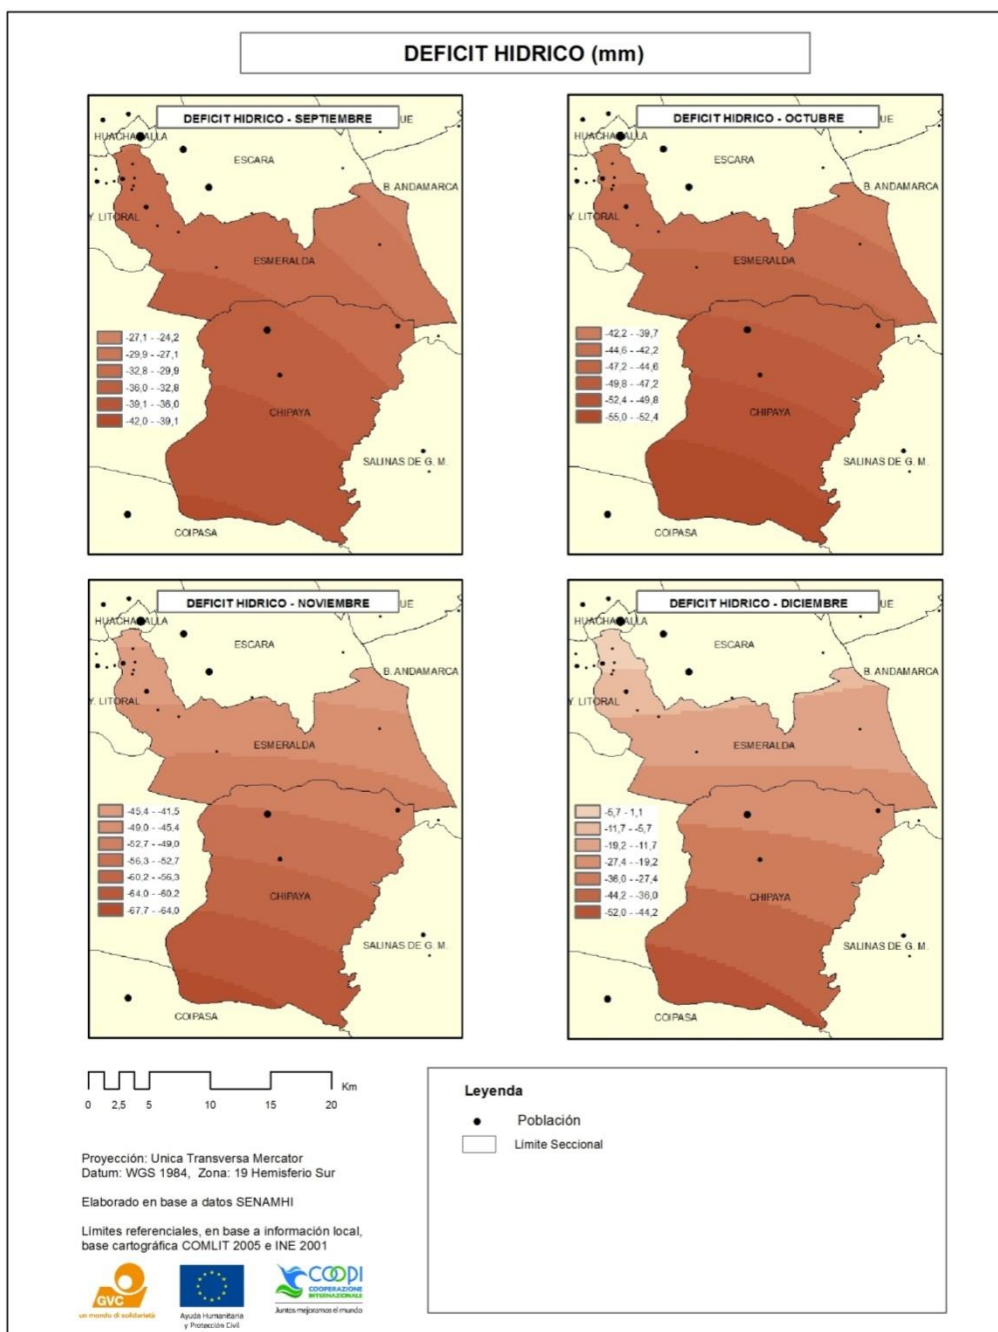 DEFICIT HIDRICO (mm)
DEFICIT HIDRICO - SEPTIEMBRE
UE
HUACHACALLA
ESCARA
B. ANDAMARCA
Y. LITORAL
ESMERALDA
-27,1 - -24,2
-29,9 - -27,1
-32,8 - -29,9
-36,0 - -32,8
-39,1 - -36,0
-42,0 - -39,1
CHIPAYA
SALINAS DE G. M.
COIPASA
DEFICIT HIDRICO - OCTUBRE
UE
HUACHACALLA
ESCARA
B. ANDAMARCA
Y. LITORAL
ESMERALDA
-42,2 - -39,7
-44,6 - -42,2
-47,2 - -44,6
-49,8 - -47,2
-52,4 - -49,8
-55,0 - -52,4
CHIPAYA
SALINAS DE G. M.
COIPASA
DEFICIT HIDRICO - NOVIEMBRE
UE
HUACHACALLA
ESCARA
B. ANDAMARCA
Y. LITORAL
ESMERALDA
-45,4 - -41,5
-49,0 - -45,4
-52,7 - -49,0
-56,3 - -52,7
-60,2 - -56,3
-64,0 - -60,2
-67,7 - -64,0
CHIPAYA
SALINAS DE G. M.
COIPASA
DEFICIT HIDRICO - DICIEMBRE
UE
HUACHACALLA
ESCARA
B. ANDAMARCA
Y. LITORAL
ESMERALDA
-5,7 - 1,1
-11,7 - -5,7
-19,2 - -11,7
-27,4 - -19,2
-36,0 - -27,4
-44,2 - -36,0
-52,0 - -44,2
CHIPAYA
SALINAS DE G. M.
COIPASA
Km
0 2,5 5 10 15 20
Leyenda
Población
Límite Seccional
Proyección: Unica Transversa Mercator
Datum: WGS 1984, Zona: 19 Hemisferio Sur
Elaborado en base a datos SENAMHI
Límites referenciales, en base a información local,
base cartográfica COMLIT 2005 e INE 2001
GVC
un mondo di solidarietà
Ayuda Humanitaria
y Protección Civil
COOPI
COOPERAZIONE
INTERNAZIONALE
Juntos mejoramos el mundo